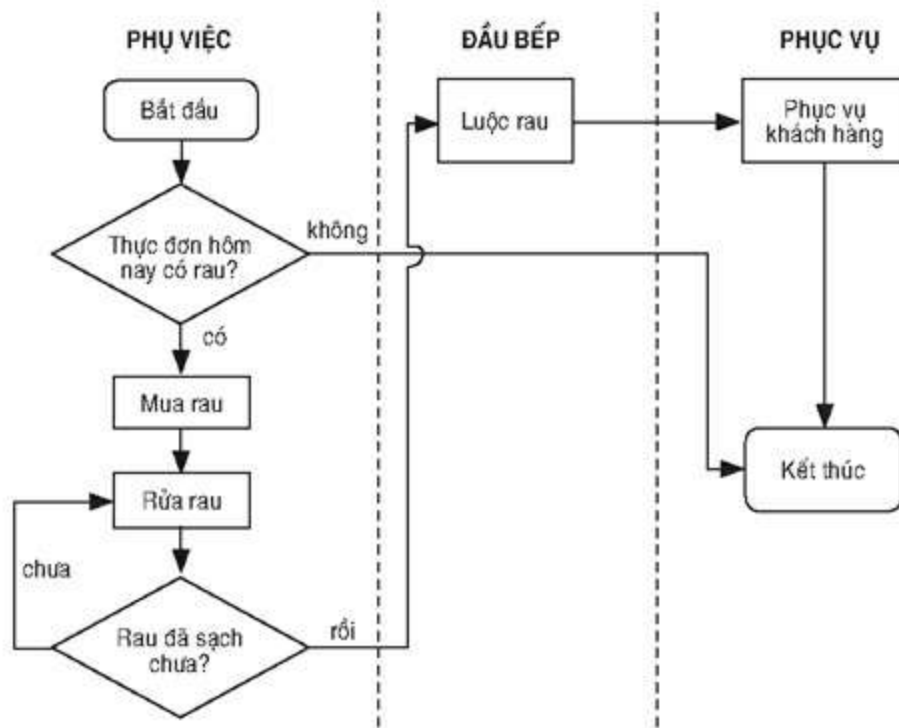 PHỤ VIỆC
ĐẦU BẾP
PHỤC VỤ
Bắt đầu
Luộc rau
Phục vụ
khách hàng
Thực đơn hôm
nay có rau?
không
có
Mua rau
Rửa rau
Kết thúc
chưa
Rau đã sạch
chưa?
rồi